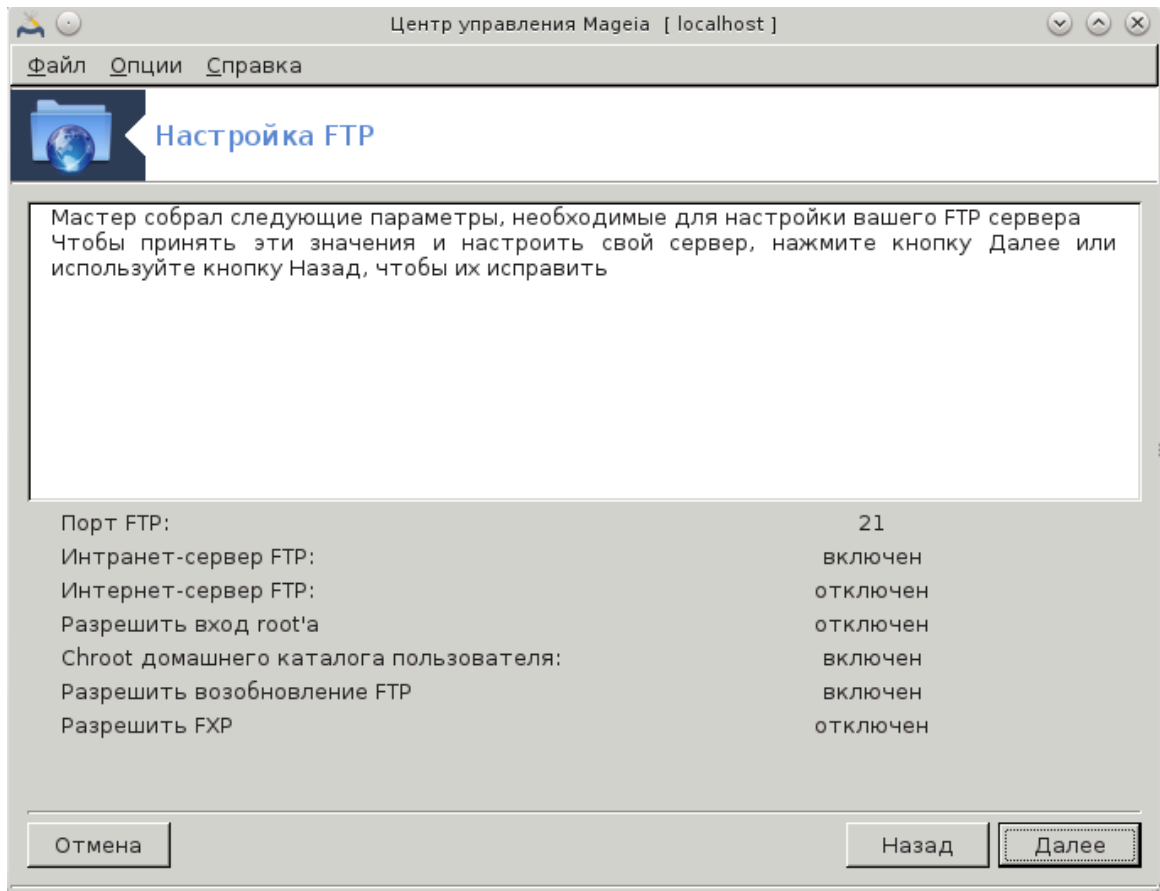 Центр управления Mageia [ localhost ]
Файл Опции Справка
Настройка FTP
Мастер собрал следующие параметры, необходимые для настройки вашего FTP сервера
Чтобы принять эти значения и настроить свой сервер, нажмите кнопку Далее или
используйте кнопку Назад, чтобы их исправить
Порт FTP: 21
Интранет-сервер FTP: включен
Интернет-сервер FTP: отключен
Разрешить вход root'а отключен
Chroot домашнего каталога пользователя: включен
Разрешить возобновление FTP включен
Разрешить FXP отключен
Отмена Назад Далее